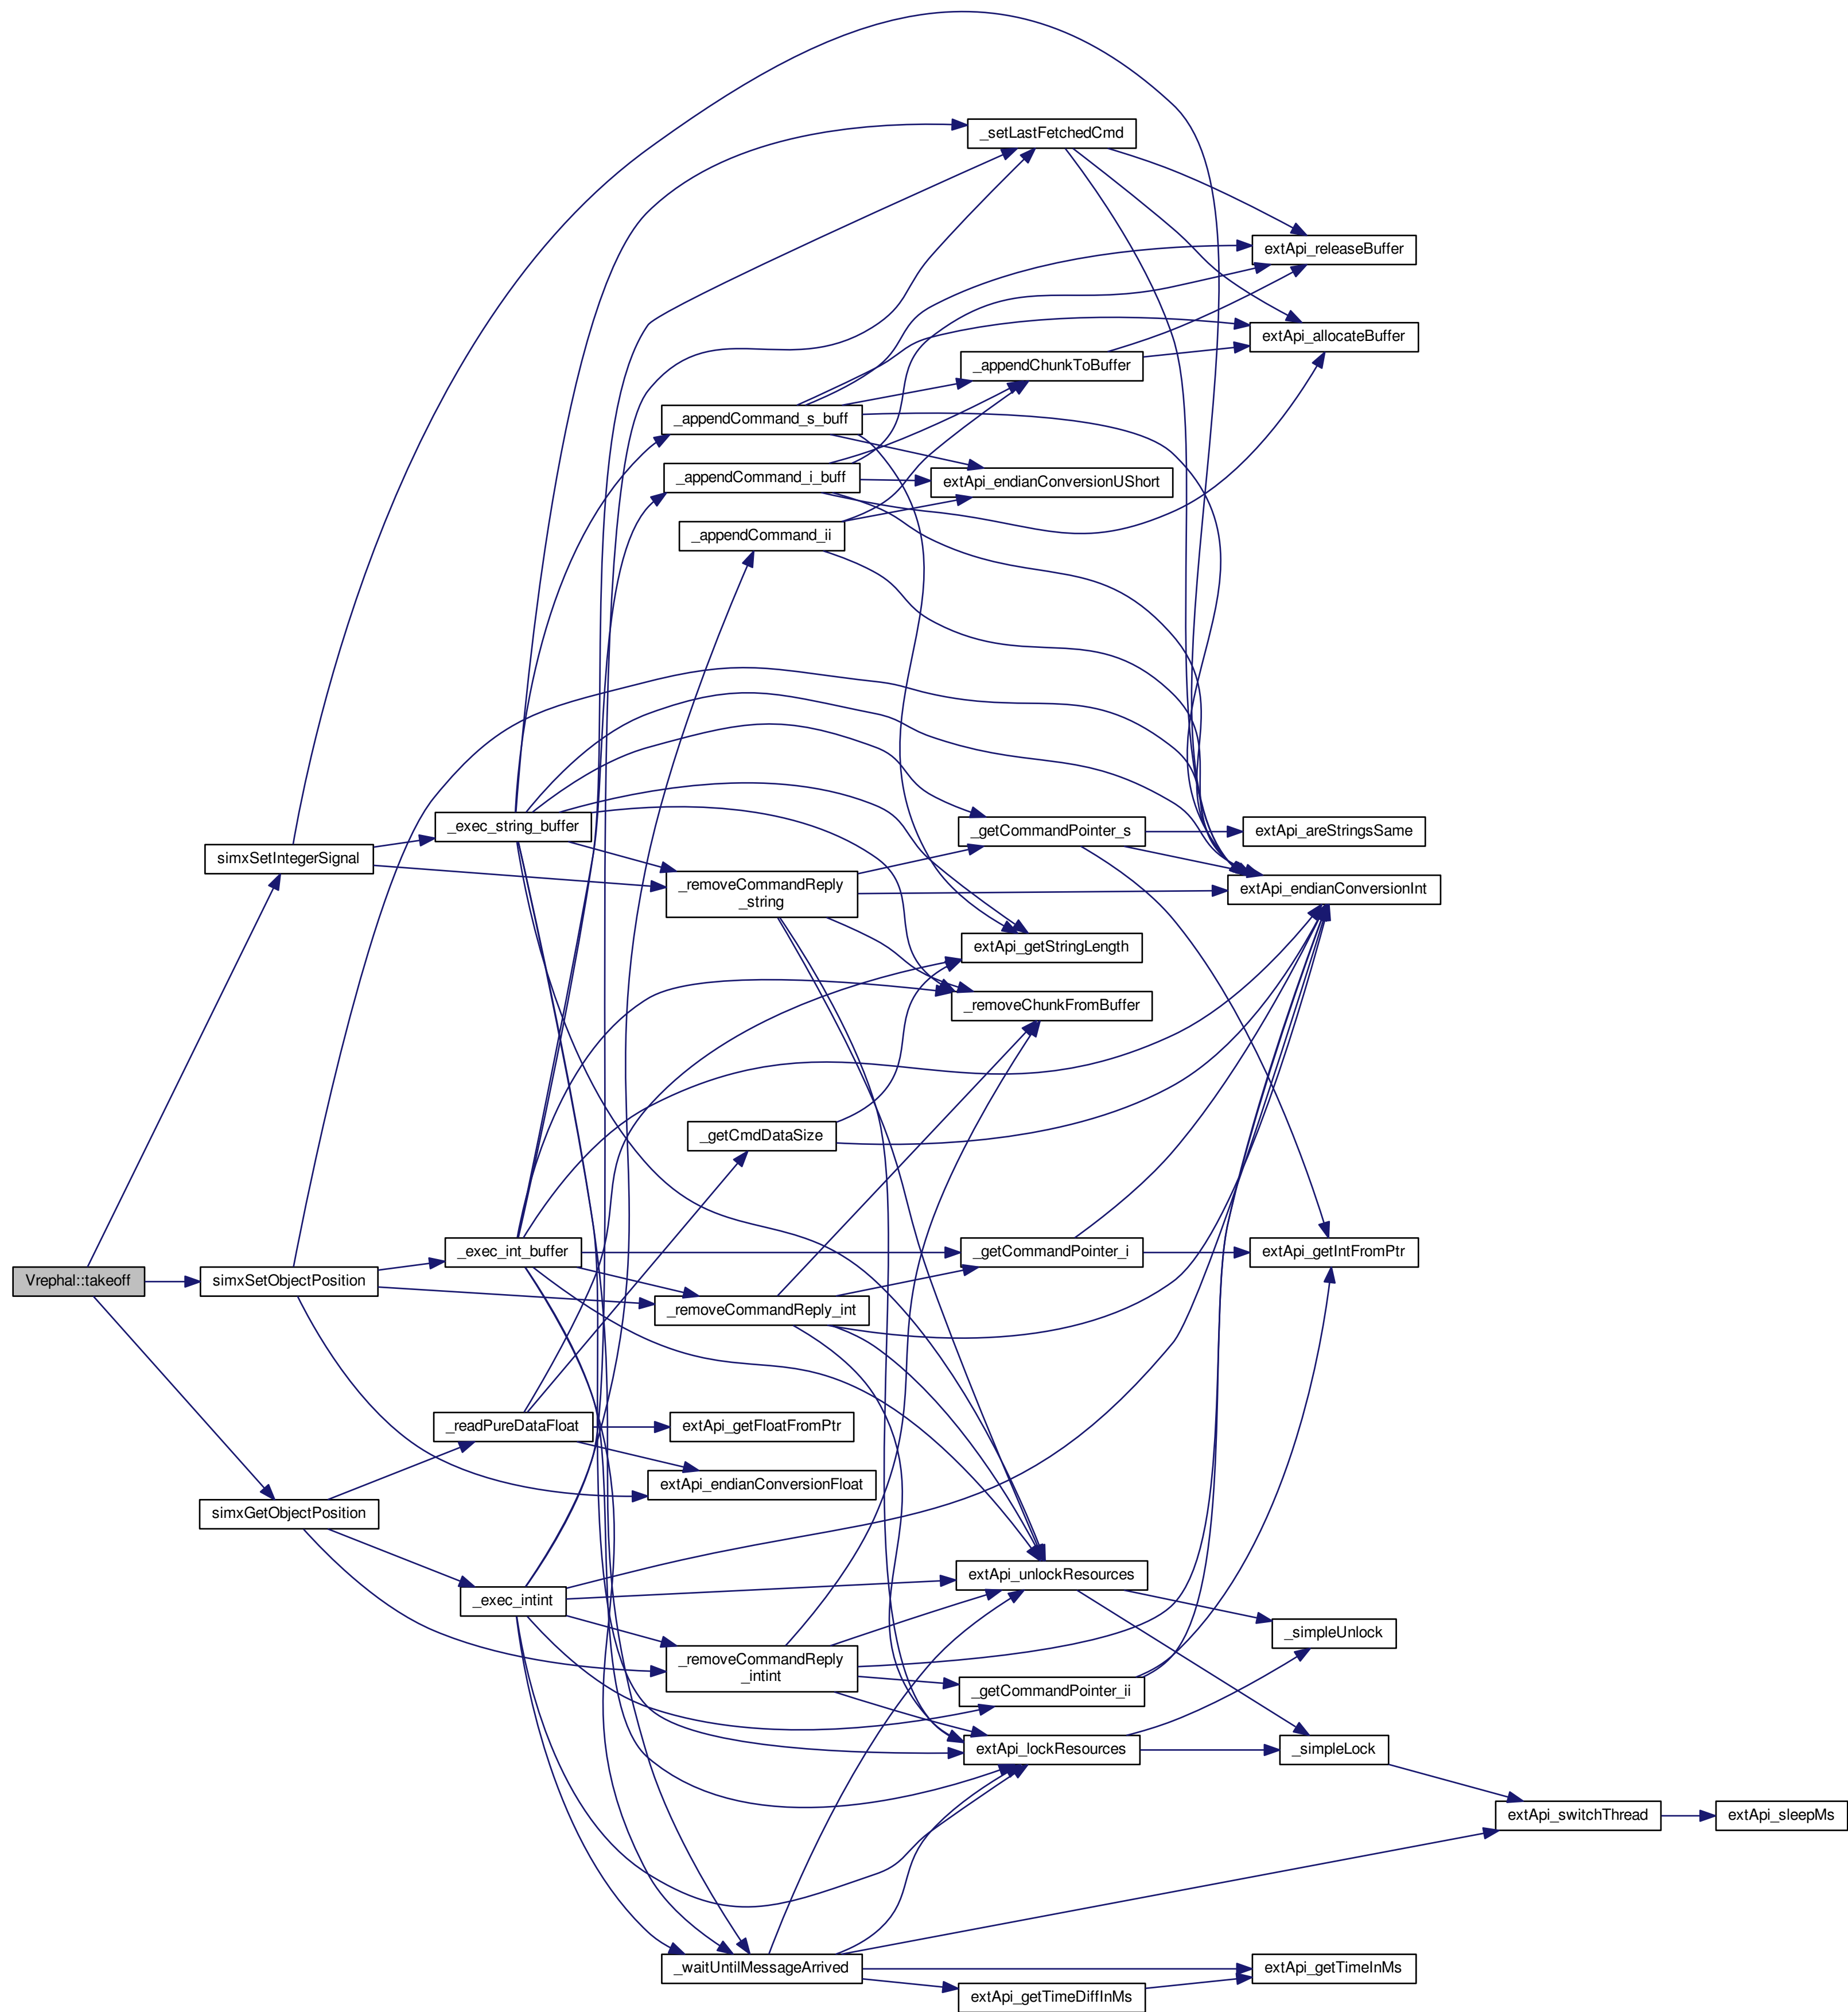 _setLastFetchedCmd
extApi_releaseBuffer
extApi_allocateBuffer
_appendChunkToBuffer
_appendCommand_s_buff
_appendCommand_i_buff
extApi_endianConversionUShort
_appendCommand_ii
_exec_string_buffer
_getCommandPointer_s
extApi_areStringsSame
simxSetIntegerSignal
_removeCommandReply
_string
extApi_endianConversionInt
extApi_getStringLength
_removeChunkFromBuffer
_getCmdDataSize
_exec_int_buffer
_getCommandPointer_i
extApi_getIntFromPtr
Vrephal::takeoff
simxSetObjectPosition
_removeCommandReply_int
_readPureDataFloat
extApi_getFloatFromPtr
extApi_endianConversionFloat
simxGetObjectPosition
extApi_unlockResources
_exec_intint
_simpleUnlock
_removeCommandReply
_intint
_getCommandPointer_ii
extApi_lockResources
_simpleLock
extApi_switchThread
extApi_sleepMs
_waitUntilMessageArrived
extApi_getTimeInMs
extApi_getTimeDiffInMs